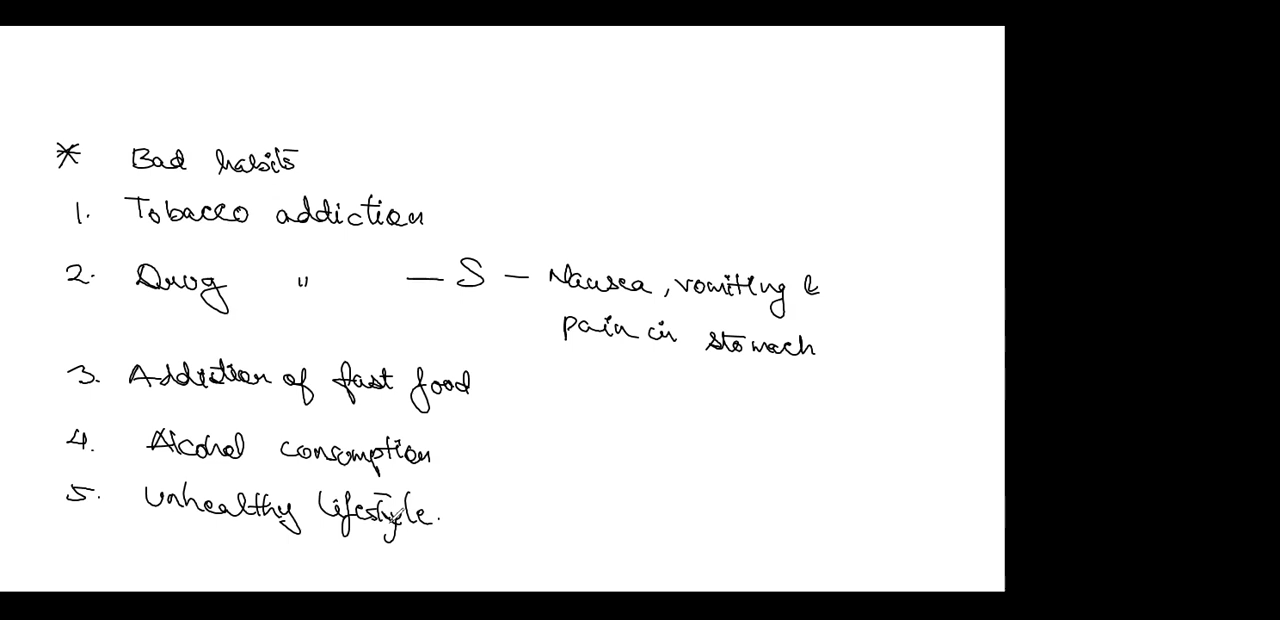 * Bad habits
1. Tobacco addiction
2. Drug " — S — Nausea, vomiting &
pain in stomach
3. Addiction of fast food
4. Alcohol consumption
5. Unhealthy lifestyle.